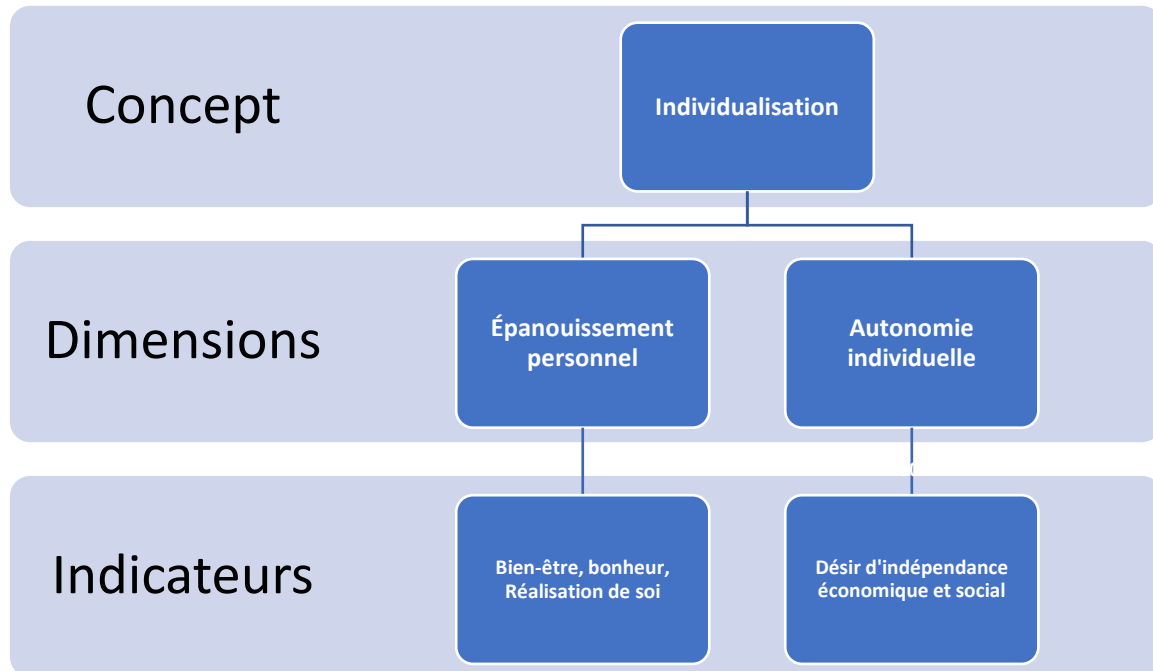 Concept
Individualisation
Dimensions
Épanouissement
personnel
Autonomie
individuelle
Indicateurs
Bien-être, bonheur,
Réalisation de soi
Désir d'indépendance
économique et social